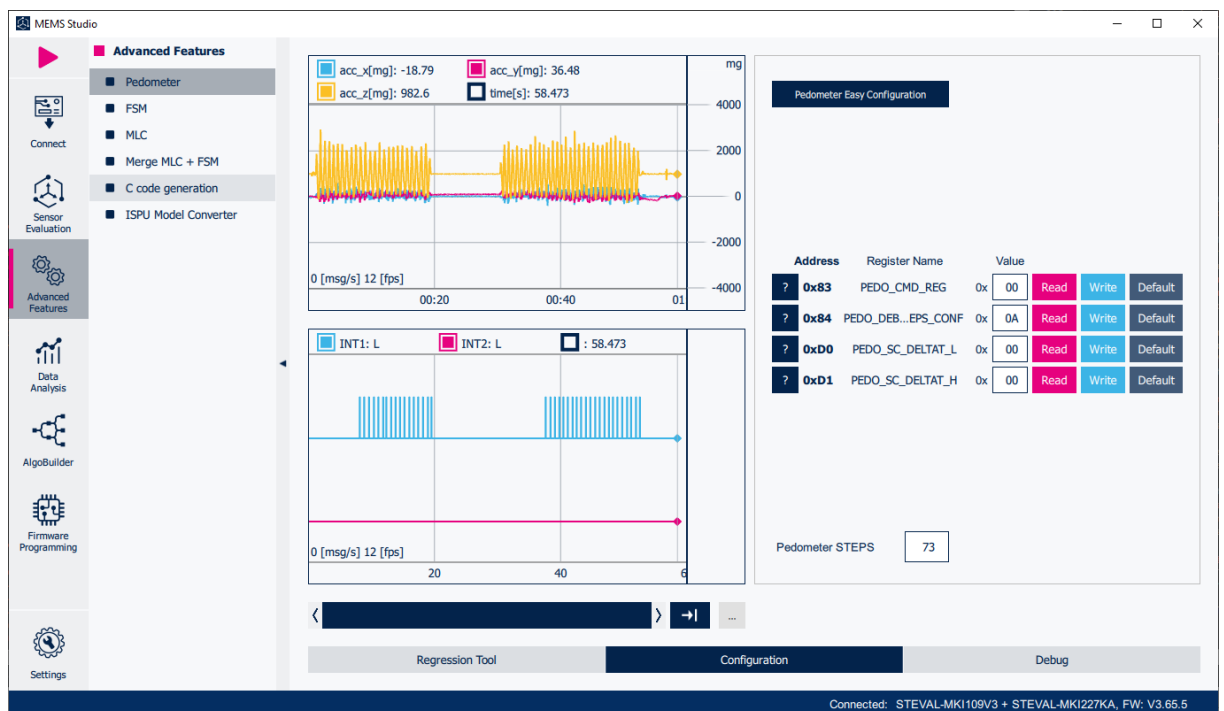 MEMS Studio
Connect
Sensor
Evaluation
Advanced
Features
Data
Analysis
AlgoBuilder
Firmware
Programming
Settings
Advanced Features
Pedometer
FSM
MLC
Merge MLC + FSM
C code generation
ISPU Model Converter
acc_x[mg]: -18.79 acc_y[mg]: 36.48
acc_z[mg]: 982.6 time[s]: 58.473
mg
4000
2000
0
-2000
-4000
0 [msg/s] 12 [fps]
00:20 00:40 01
INT1: L INT2: L : 58.473
0 [msg/s] 12 [fps]
20 40 6
...
Pedometer Easy Configuration
Address Register Name Value
? 0x83 PEDO_CMD_REG 0x 00 Read Write Default
? 0x84 PEDO_DEB...EPS_CONF 0x 0A Read Write Default
? 0xD0 PEDO_SC_DELTAT_L 0x 00 Read Write Default
? 0xD1 PEDO_SC_DELTAT_H 0x 00 Read Write Default
Pedometer STEPS 73
Regression Tool Configuration Debug
Connected: STEVAL-MKI109V3 + STEVAL-MKI227KA, FW: V3.65.5